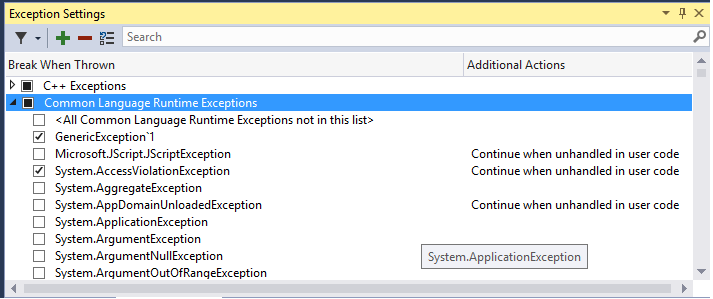 Exception Settings
Search
Break When Thrown Additional Actions
C++ Exceptions
Common Language Runtime Exceptions
<All Common Language Runtime Exceptions not in this list>
GenericException`1
Microsoft.JScript.JScriptException Continue when unhandled in user code
System.AccessViolationException Continue when unhandled in user code
System.AggregateException
System.AppDomainUnloadedException Continue when unhandled in user code
System.ApplicationException
System.ArgumentException
System.ArgumentNullException System.ApplicationException
System.ArgumentOutOfRangeException